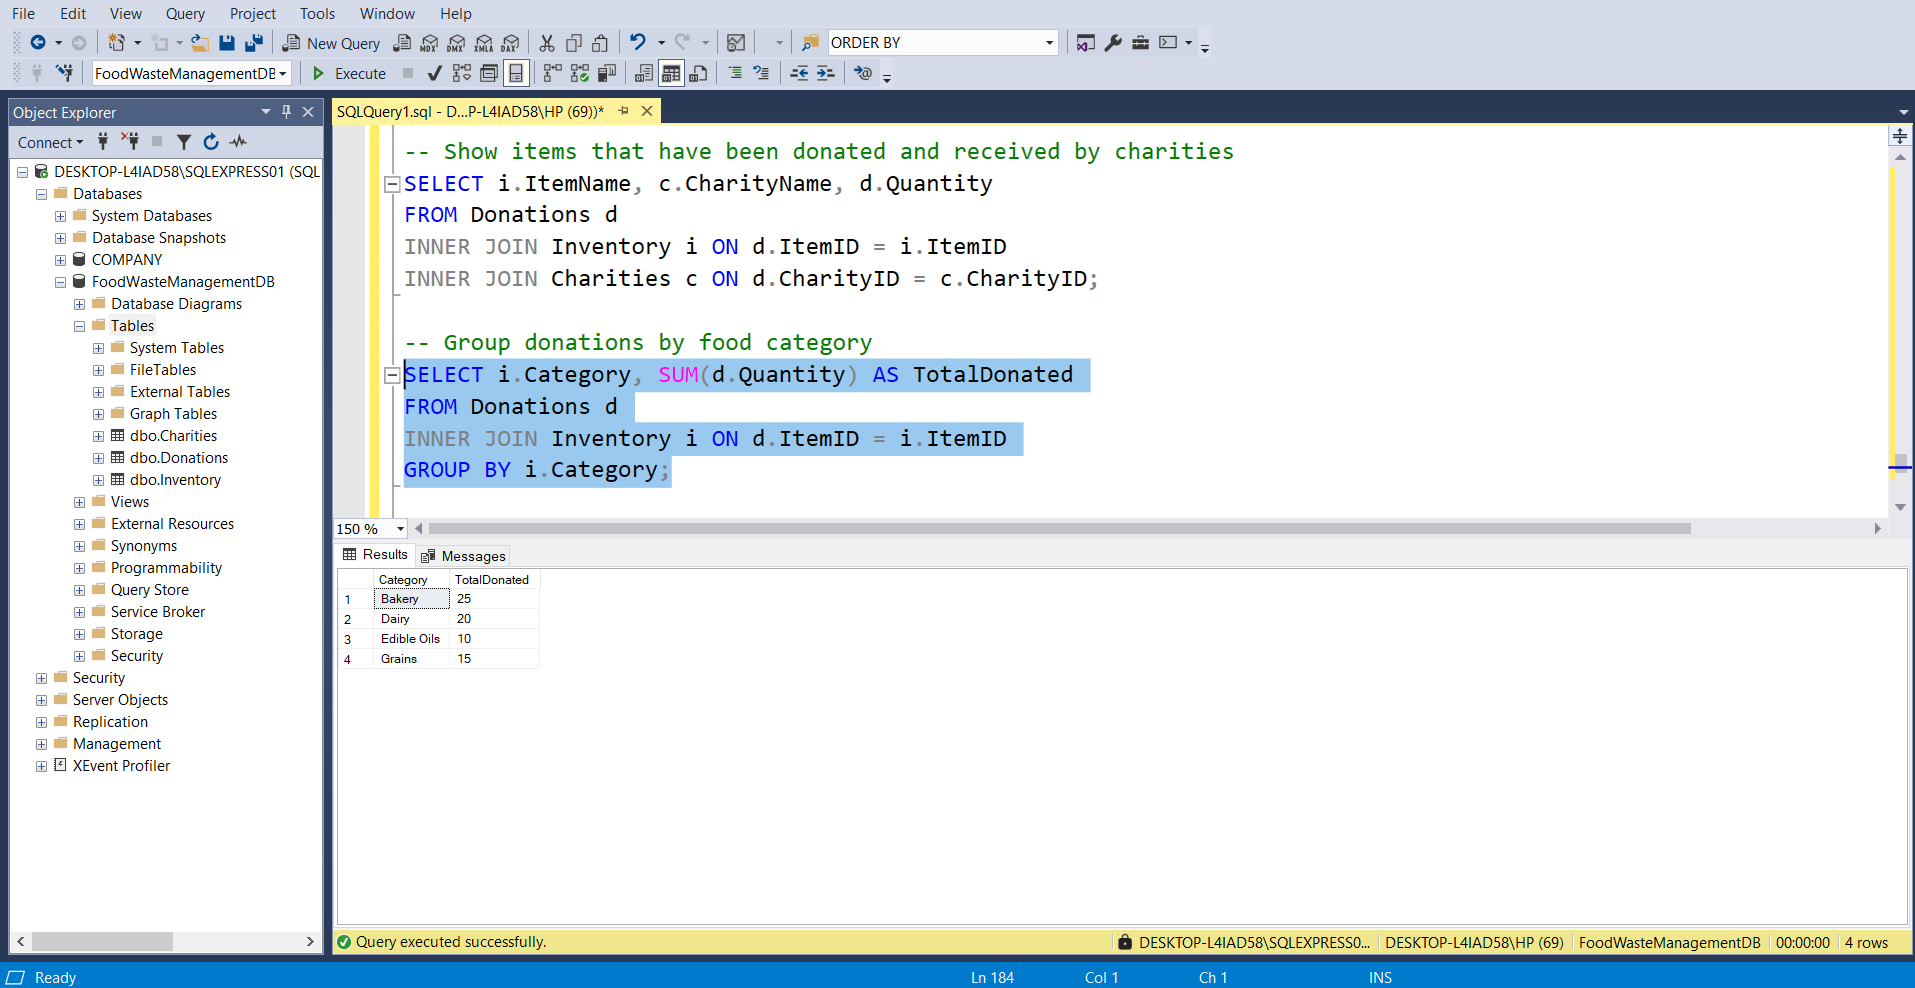 File Edit View Query Project Tools Window Help
New Query MDX DMX XMLA DAX ORDER BY
FoodWasteManagementDB Execute
Object Explorer
Connect
DESKTOP-L4IAD58\SQLEXPRESS01 (SQL
Databases
System Databases
Database Snapshots
COMPANY
FoodWasteManagementDB
Database Diagrams
Tables
System Tables
FileTables
External Tables
Graph Tables
dbo.Charities
dbo.Donations
dbo.Inventory
Views
External Resources
Synonyms
Programmability
Query Store
Service Broker
Storage
Security
Security
Server Objects
Replication
Management
XEvent Profiler
SQLQuery1.sql - D...P-L4IAD58\HP (69))*
-- Show items that have been donated and received by charities
SELECT i.ItemName, c.CharityName, d.Quantity
FROM Donations d
INNER JOIN Inventory i ON d.ItemID = i.ItemID
INNER JOIN Charities c ON d.CharityID = c.CharityID;
-- Group donations by food category
SELECT i.Category, SUM(d.Quantity) AS TotalDonated
FROM Donations d
INNER JOIN Inventory i ON d.ItemID = i.ItemID
GROUP BY i.Category;
150 %
Results Messages
Category TotalDonated
1 Bakery 25
2 Dairy 20
3 Edible Oils 10
4 Grains 15
Query executed successfully. DESKTOP-L4IAD58\SQLEXPRESS0... DESKTOP-L4IAD58\HP (69) FoodWasteManagementDB 00:00:00 4 rows
Ready Ln 184 Col 1 Ch 1 INS